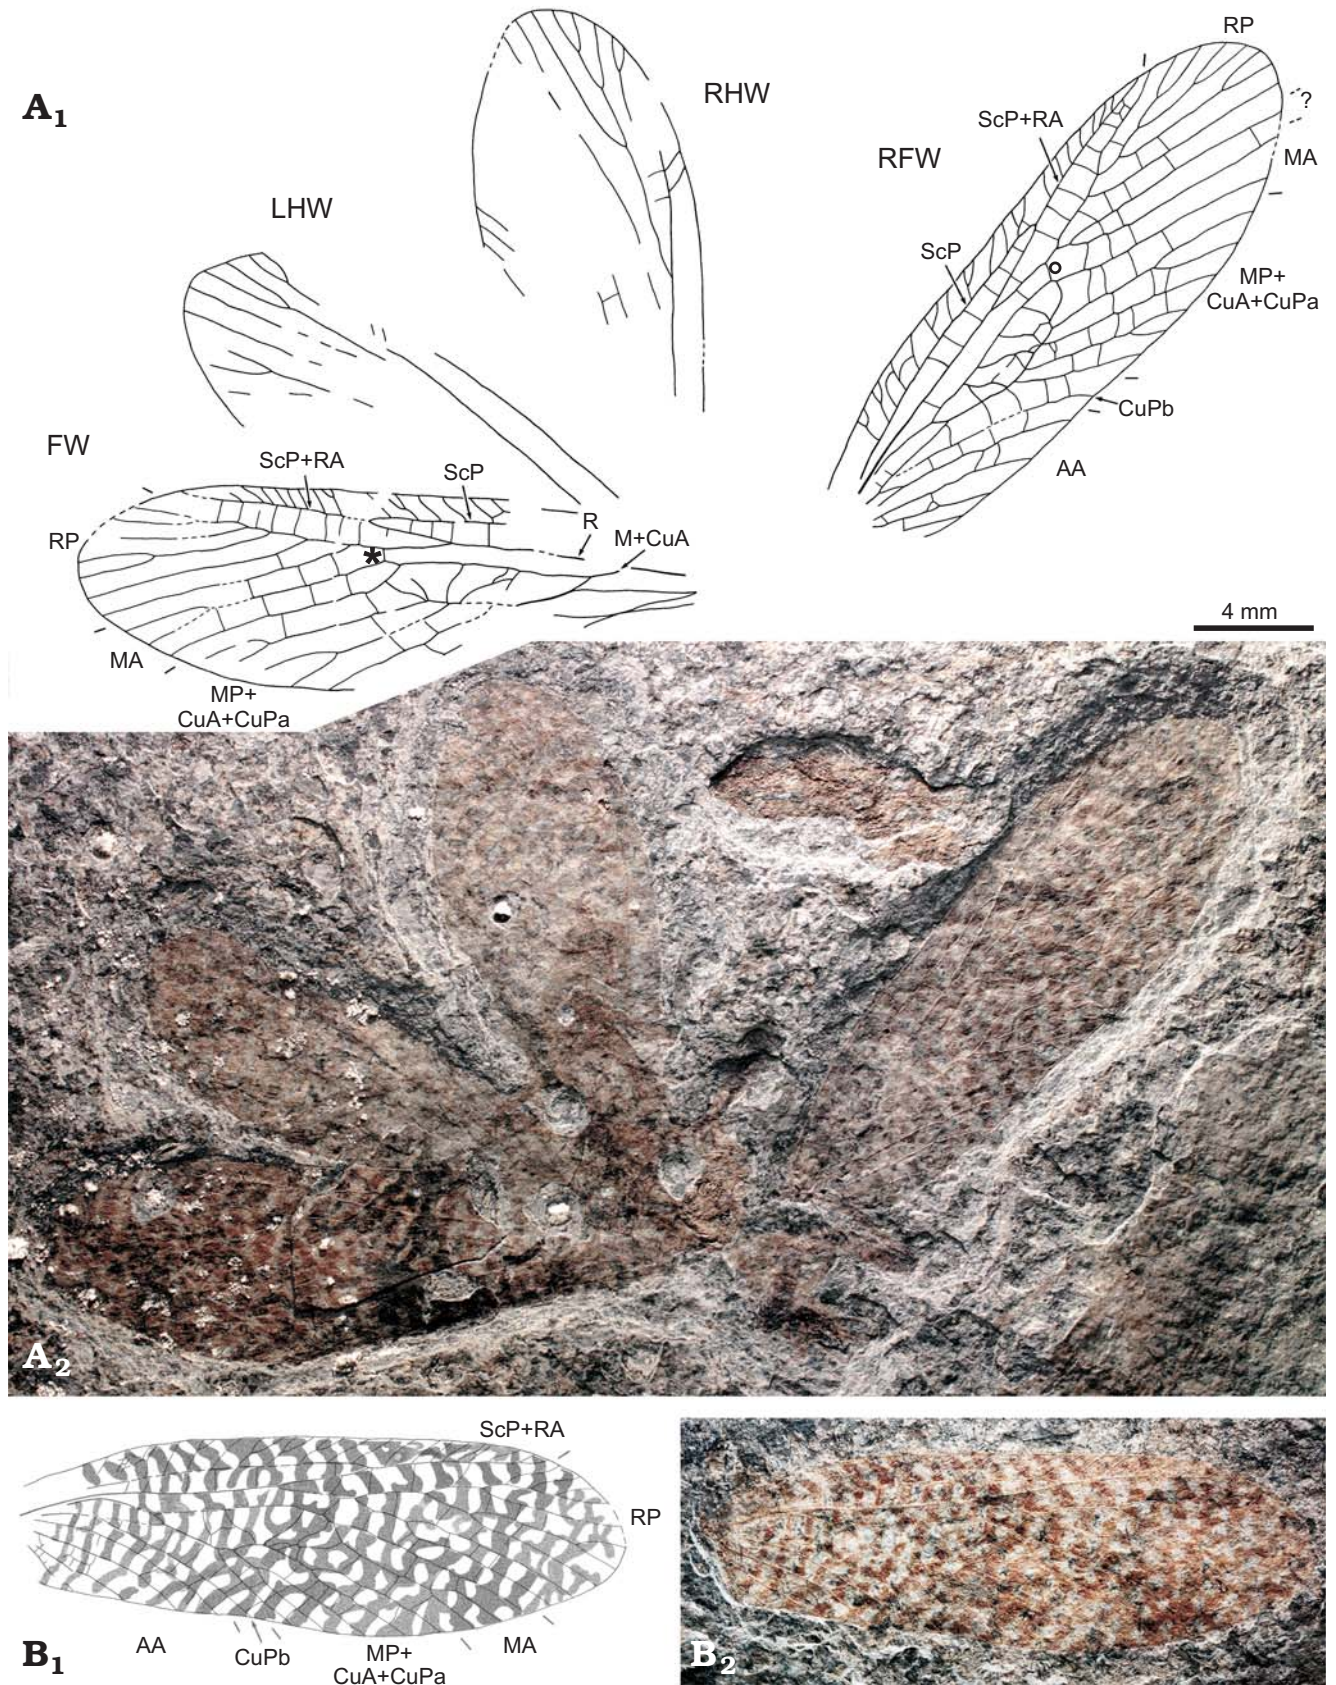 A1
RHW
LHW
RP
ScP+RA
?
RFW
MA
ScP
MP+
CuA+CuPa
CuPb
AA
FW
ScP+RA
ScP
R
M+CuA
RP
*
4 mm
MA
MP+
CuA+CuPa
A2
ScP+RA
RP
B1
AA
CuPb
MP+
CuA+CuPa
MA
B2